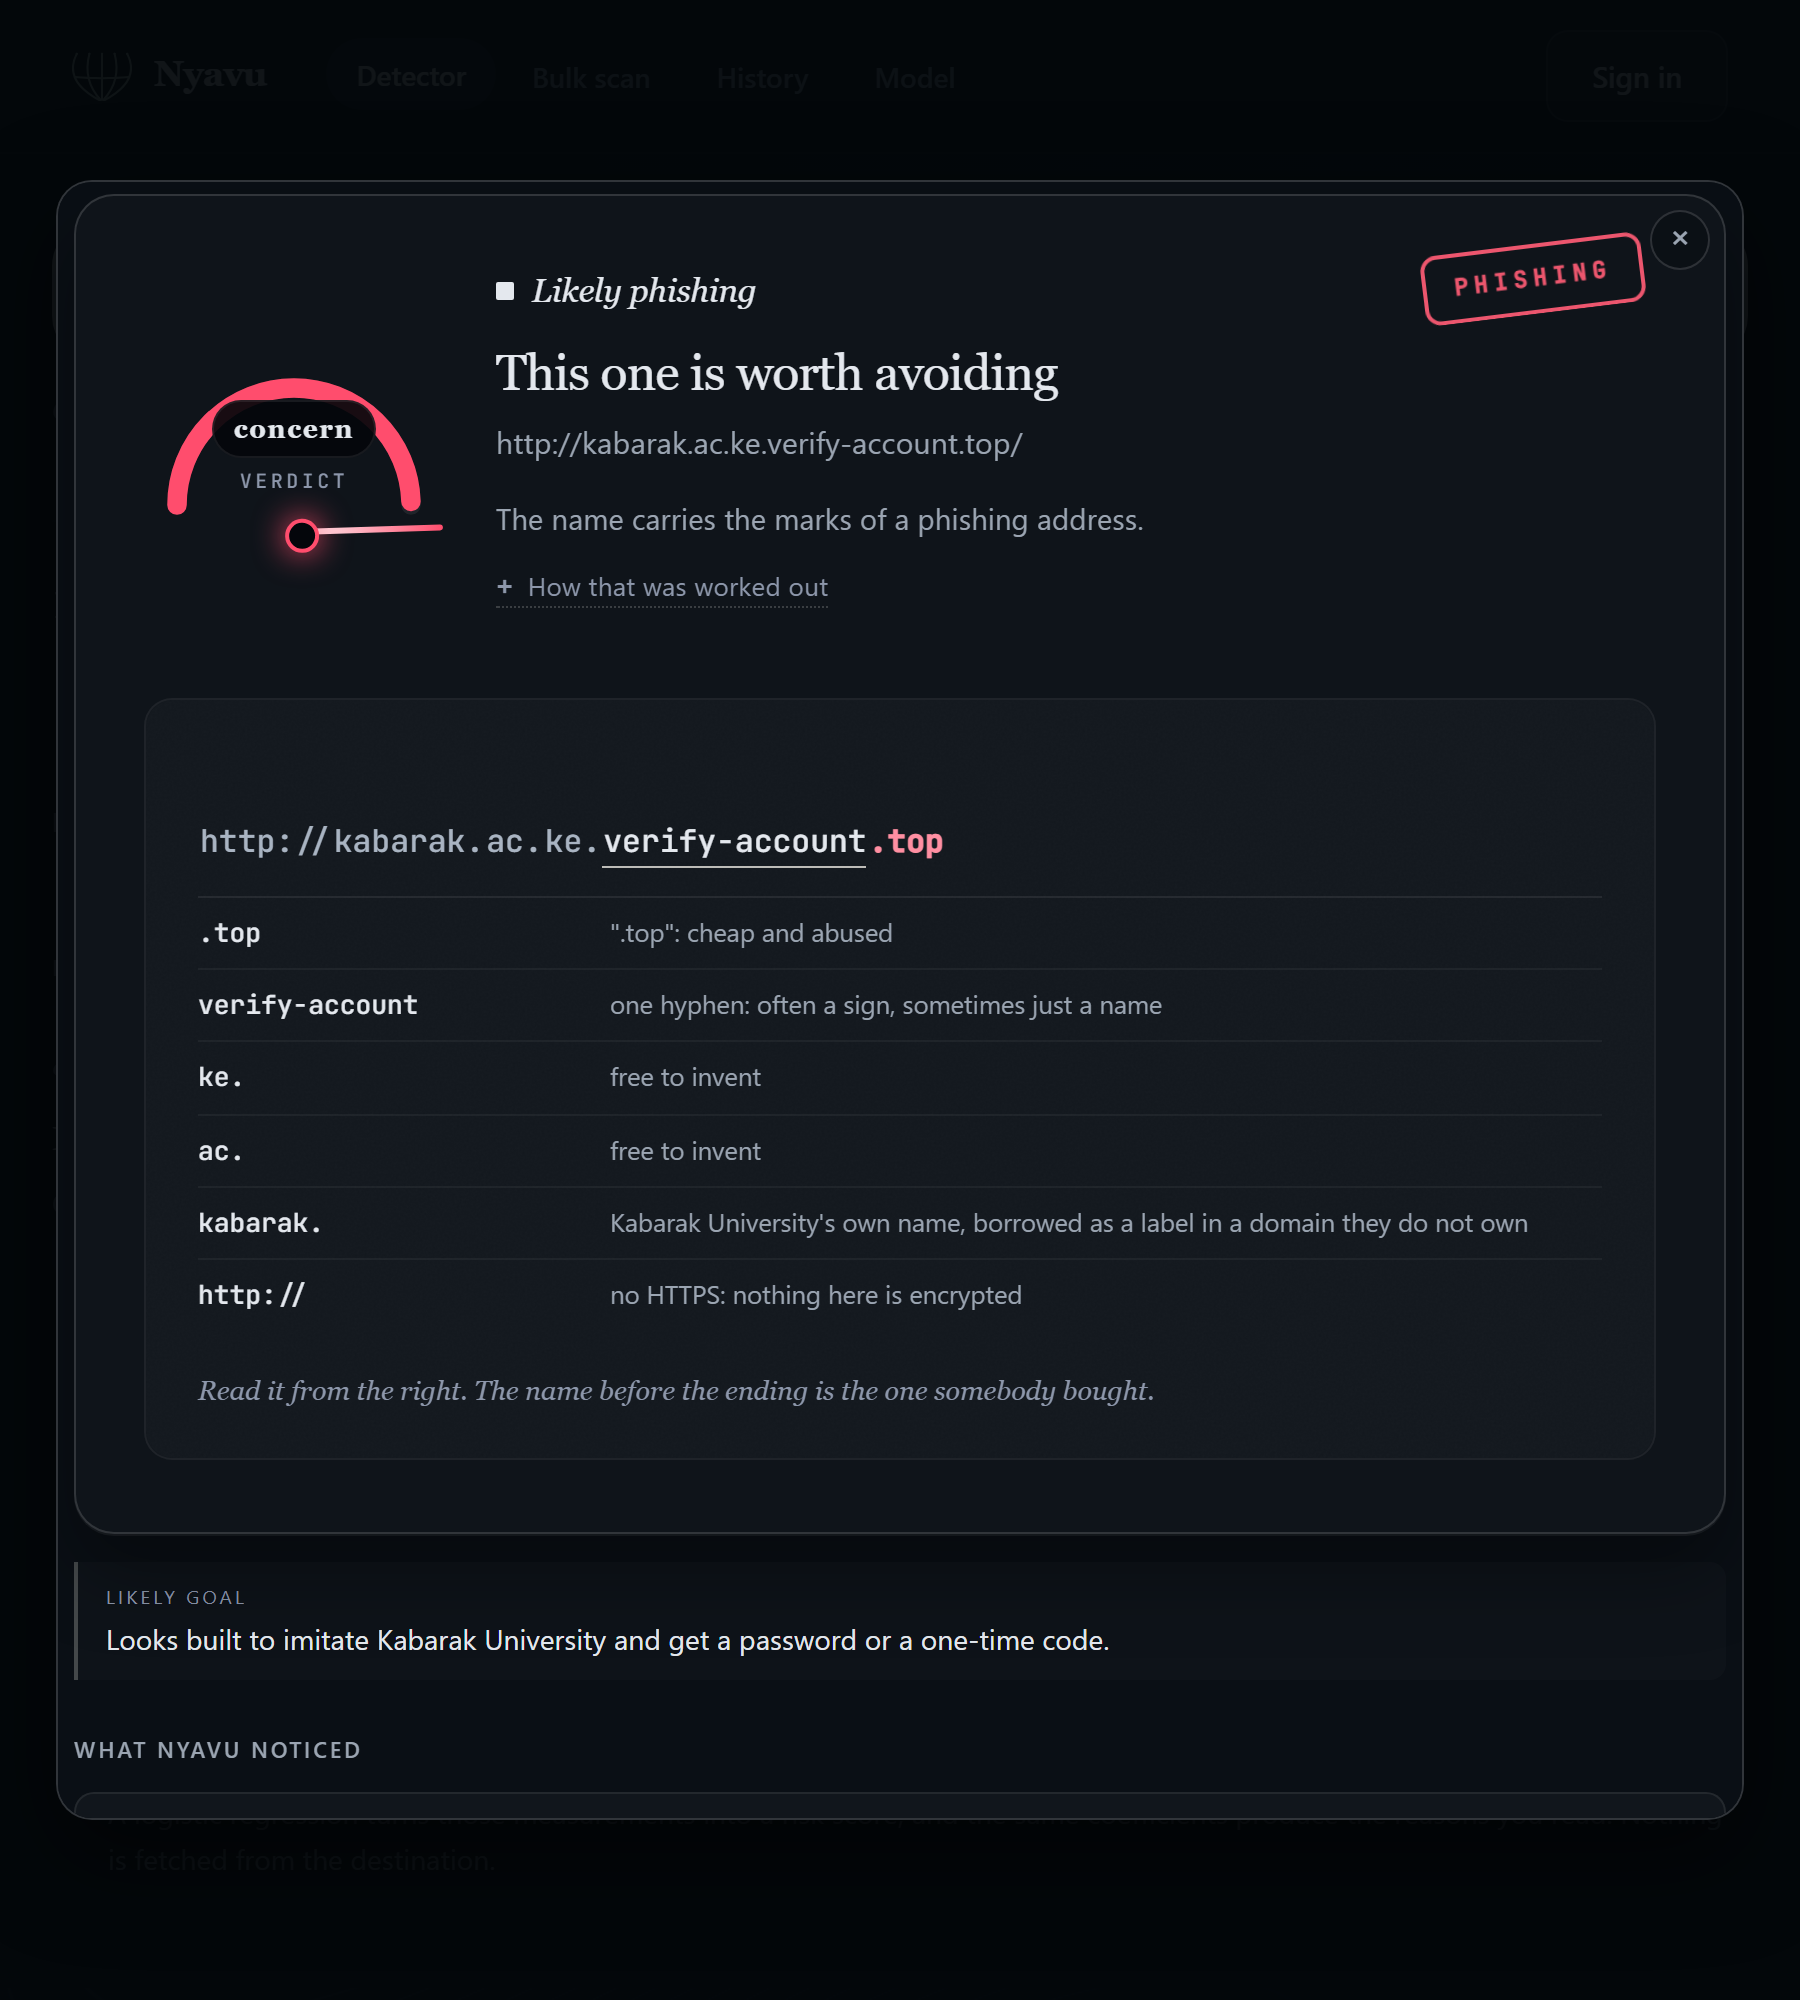 Nyavu Detector Bulk scan History Model Sign in
×
PHISHING
Likely phishing
This one is worth avoiding
concern
VERDICT
http://kabarak.ac.ke.verify-account.top/
The name carries the marks of a phishing address.
+ How that was worked out
http://kabarak.ac.ke.verify-account.top
.top ".top": cheap and abused
verify-account one hyphen: often a sign, sometimes just a name
ke. free to invent
ac. free to invent
kabarak. Kabarak University's own name, borrowed as a label in a domain they do not own
http:// no HTTPS: nothing here is encrypted
Read it from the right. The name before the ending is the one somebody bought.
LIKELY GOAL
Looks built to imitate Kabarak University and get a password or a one-time code.
WHAT NYAVU NOTICED
is fetched from the destination.